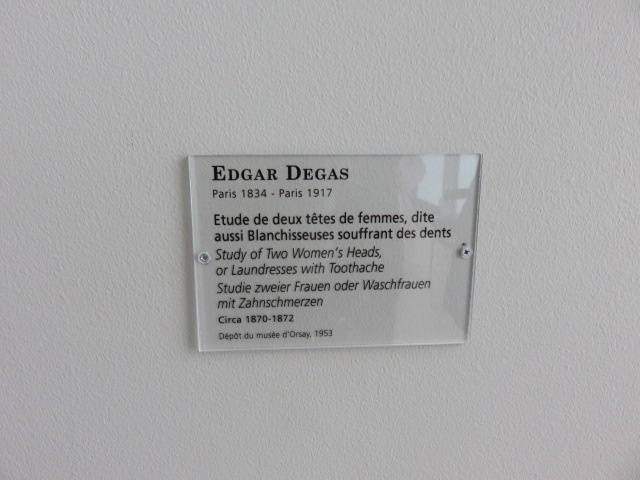 EDGAR DEGAS
Paris 1834 - Paris 1917
Etude de deux têtes de femmes, dite
aussi Blanchisseuses souffrant des dents
Study of Two Women's Heads,
or Laundresses with Toothache
Studie zweier Frauen oder Waschfrauen
mit Zahnschmerzen
Circa 1870-1872
Dépôt du musée d'Orsay, 1953